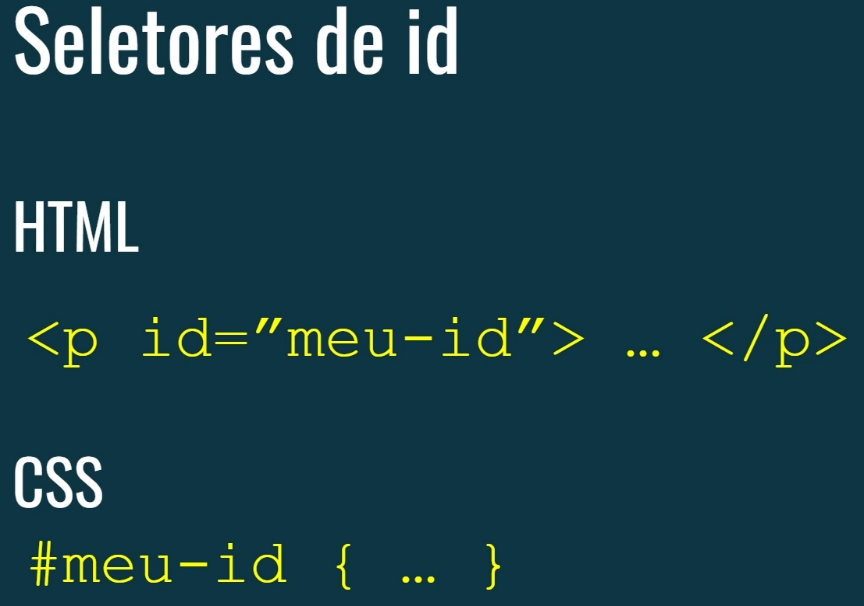 Seletores de id
HTML
<p id=”meu-id”> … </p>
CSS
#meu-id { … }